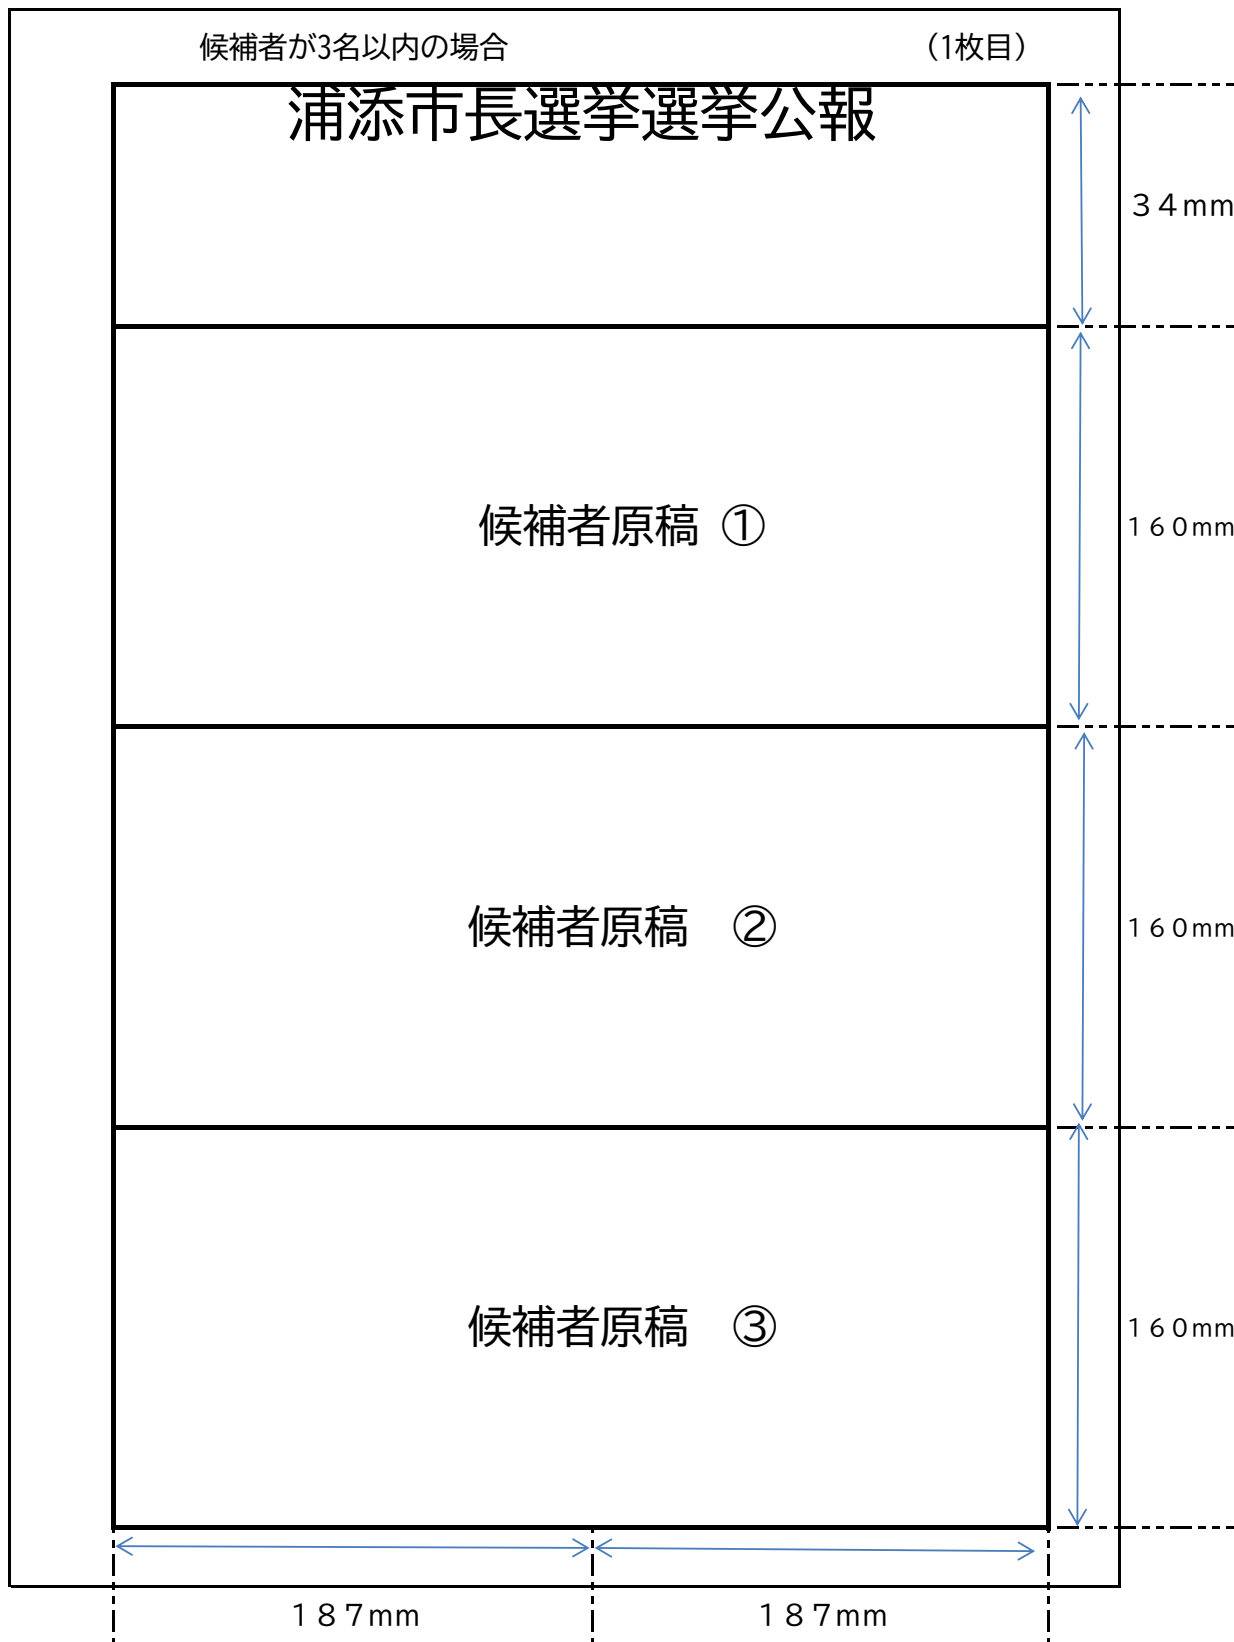 候補者が3名以内の場合　（1枚目）
浦添市長選挙選挙公報
３４mm
候補者原稿 ①
１６０mm
候補者原稿　②
１６０mm
候補者原稿　③
１６０mm
１８７mm　１８７mm